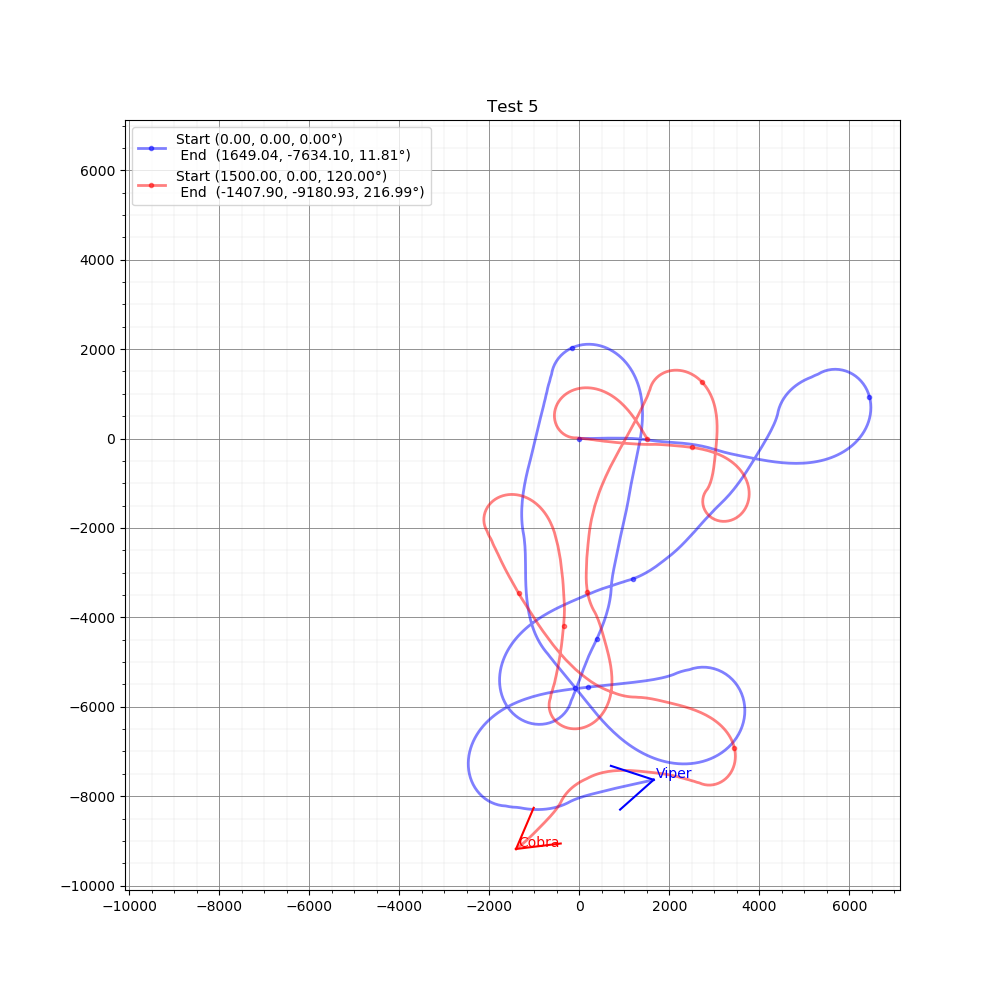 Test 5
Start (0.00, 0.00, 0.00°)
End (1649.04, -7634.10, 11.81°)
Start (1500.00, 0.00, 120.00°)
End (-1407.90, -9180.93, 216.99°)
6000
4000
2000
0
−2000
−4000
−6000
−8000
−10000
Viper
Cobra
−10000 −8000 −6000 −4000 −2000 0 2000 4000 6000